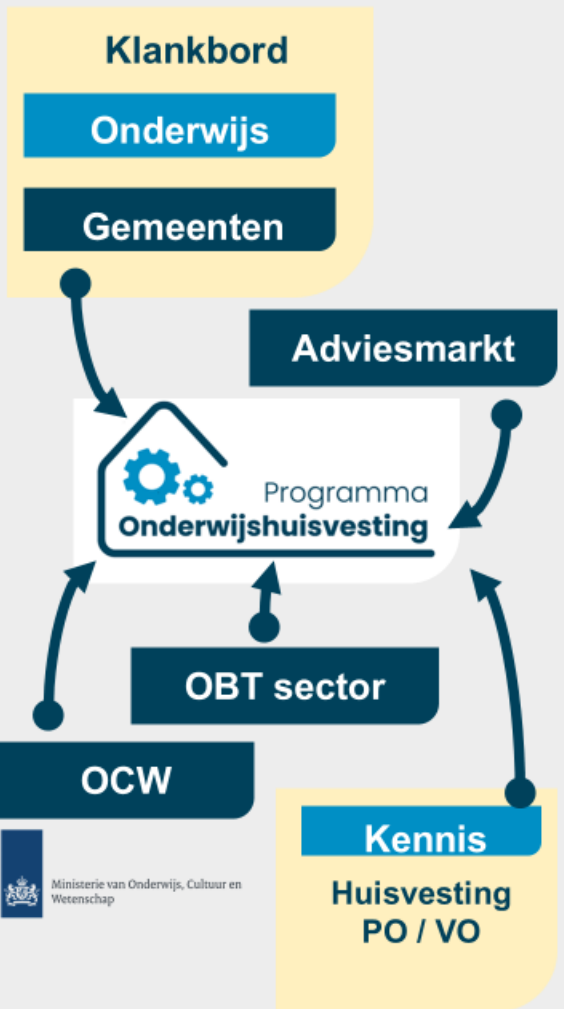 Klankbord
Onderwijs
Gemeenten
Adviesmarkt
Programma
Onderwijshuisvesting
OBT sector
OCW
Ministerie van Onderwijs, Cultuur en
Wetenschap
Kennis
Huisvesting
PO / VO